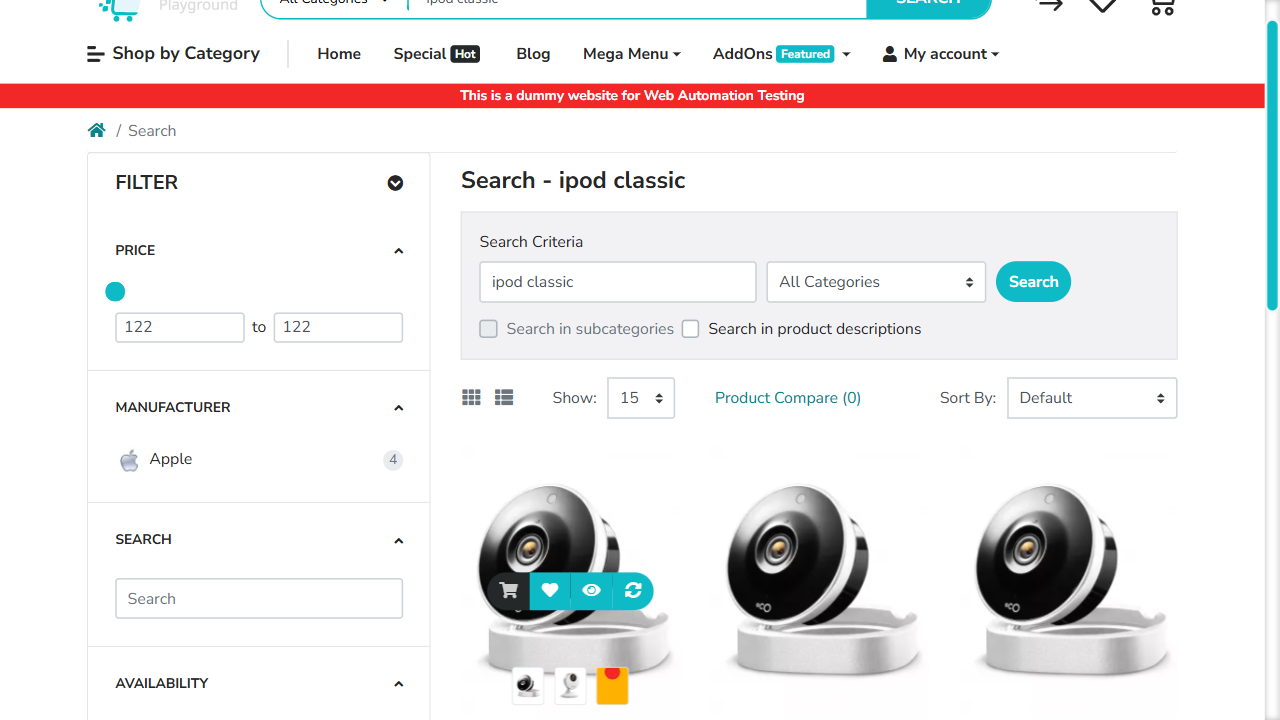 Playground
All Categories
ipod classic
SEARCH
Shop by Category
Home
Special Hot
Blog
Mega Menu
AddOns Featured
My account
This is a dummy website for Web Automation Testing
/ Search
FILTER
PRICE
122 to 122
MANUFACTURER
Apple 4
SEARCH
Search
AVAILABILITY
Search - ipod classic
Search Criteria
ipod classic
All Categories
Search
Search in subcategories
Search in product descriptions
Show: 15
Product Compare (0)
Sort By: Default